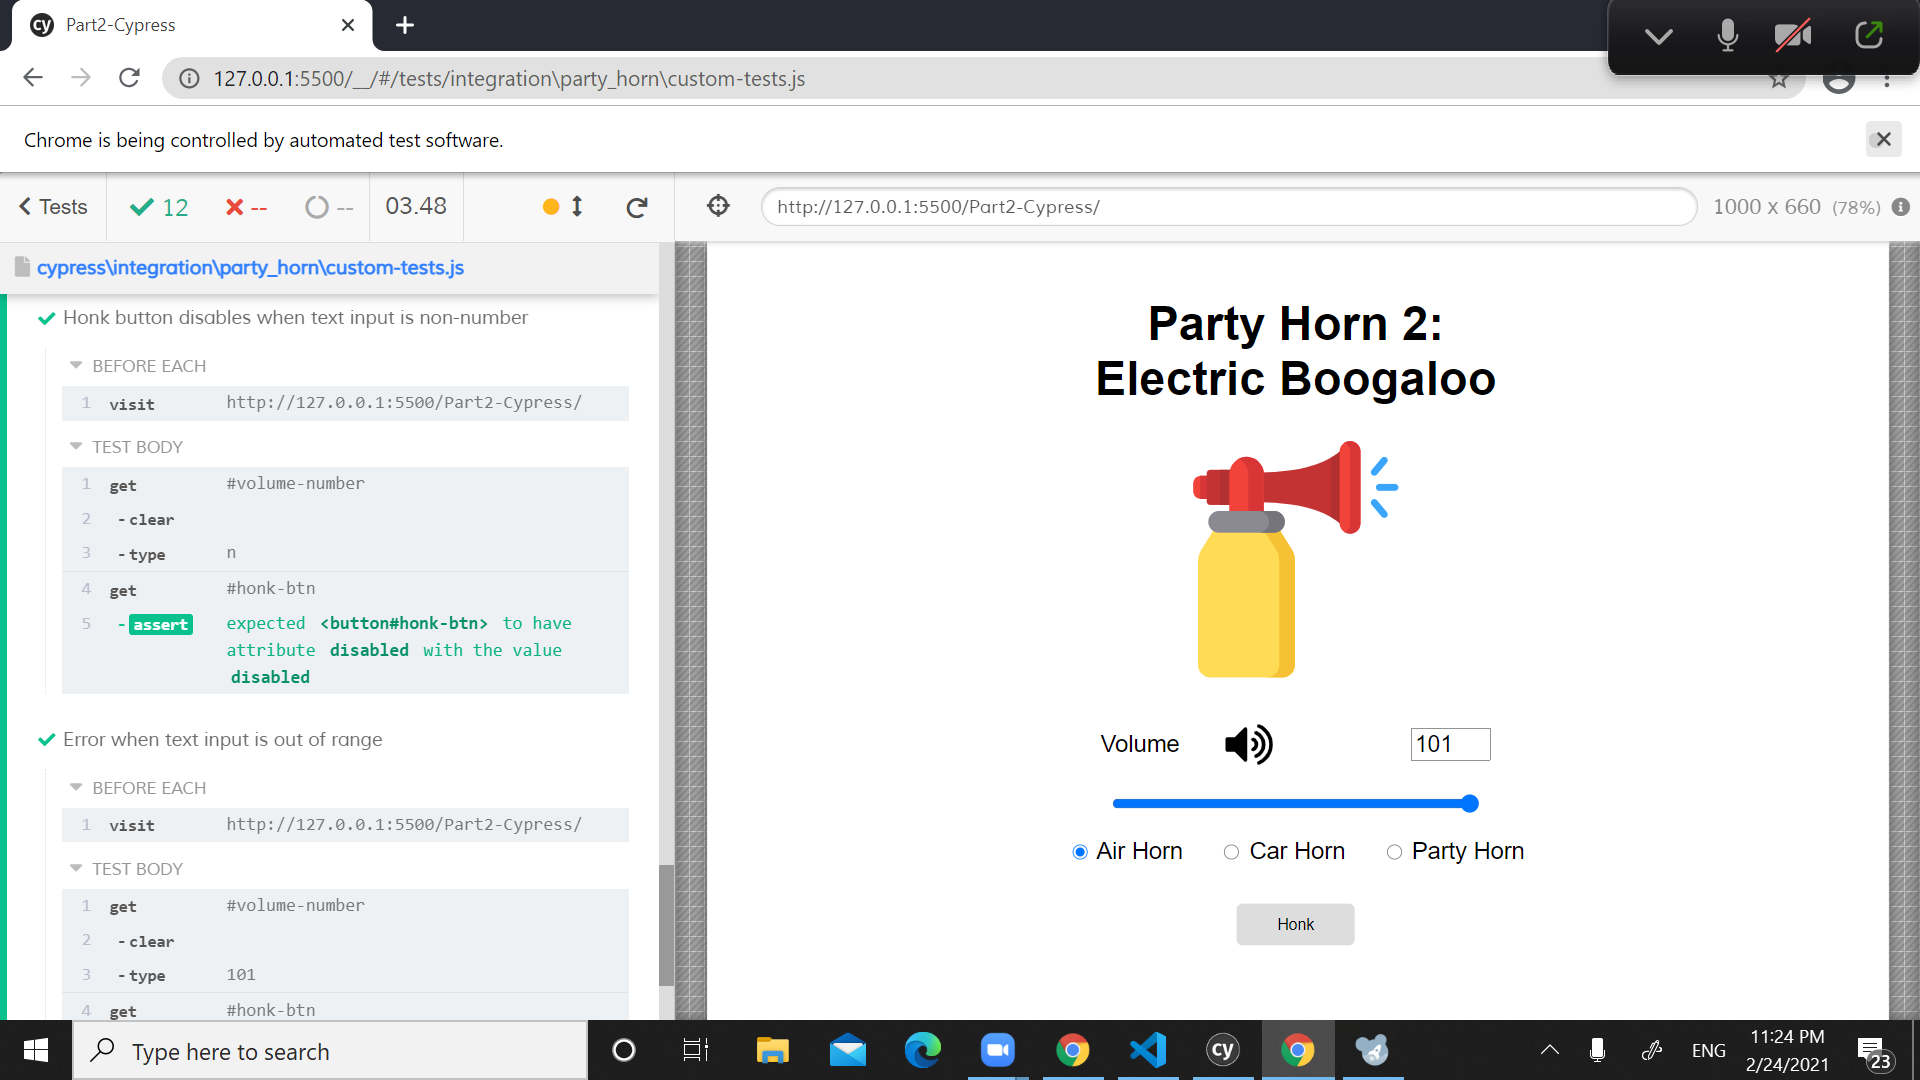 cy Part2-Cypress
127.0.0.1:5500/__/#/tests/integration\party_horn\custom-tests.js
Chrome is being controlled by automated test software.
Tests 12 -- -- 03.48
http://127.0.0.1:5500/Part2-Cypress/ 1000 x 660 (78%)
cypress\integration\party_horn\custom-tests.js
Honk button disables when text input is non-number
BEFORE EACH
1 visit http://127.0.0.1:5500/Part2-Cypress/
TEST BODY
1 get #volume-number
2 -clear
3 -type n
4 get #honk-btn
5 -assert expected <button#honk-btn> to have
attribute disabled with the value
disabled
Error when text input is out of range
BEFORE EACH
1 visit http://127.0.0.1:5500/Part2-Cypress/
TEST BODY
1 get #volume-number
2 -clear
3 -type 101
4 get #honk-btn
Party Horn 2:
Electric Boogaloo
Volume 101
Air Horn Car Horn Party Horn
Honk
Type here to search
cy
ENG
11:24 PM
2/24/2021
23